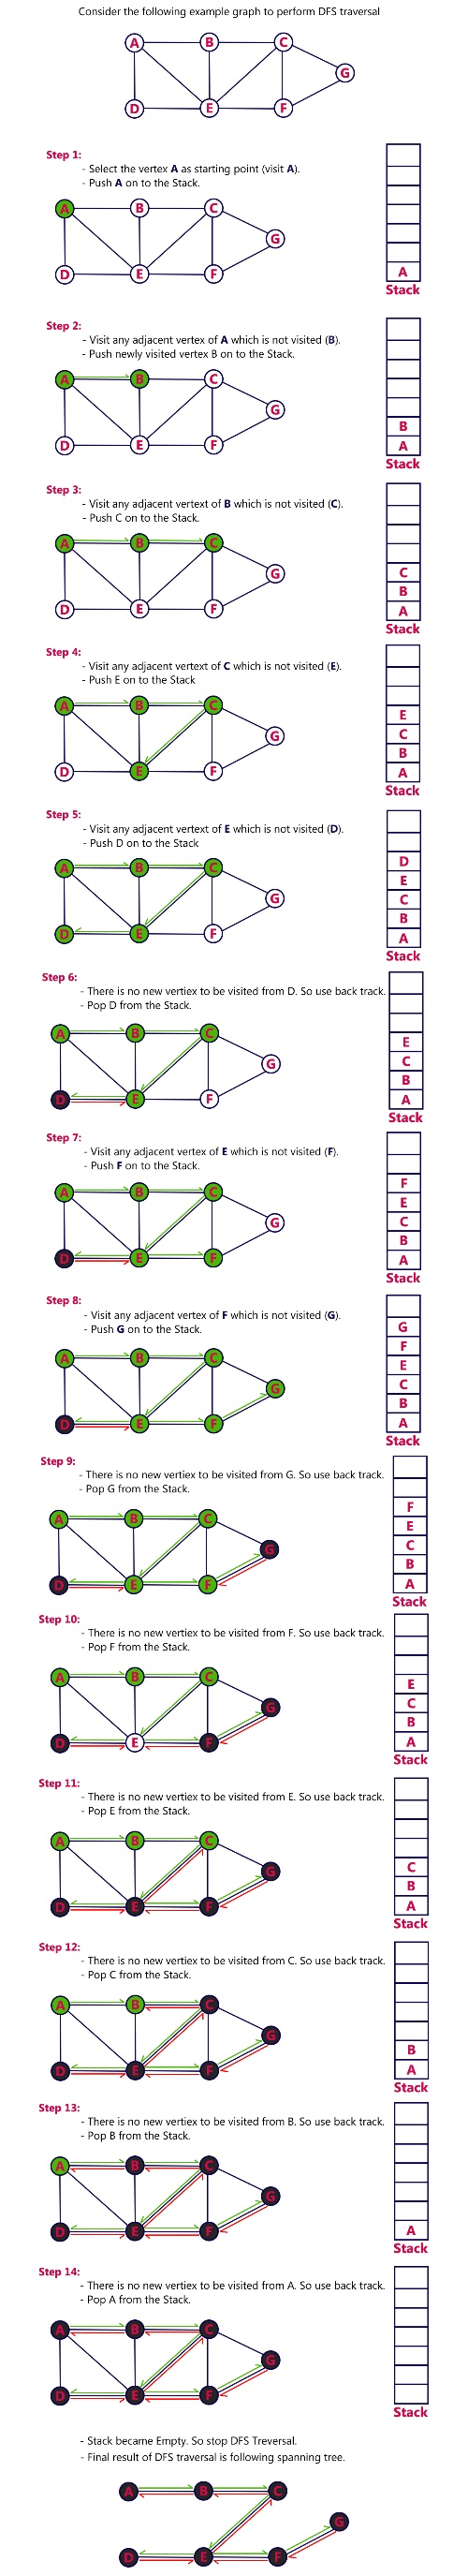 Consider the following example graph to perform DFS traversal
A B C
G
D E F
Step 1:
- Select the vertex A as starting point (visit A).
- Push A on to the Stack.
A B C
G
D E F
A
Stack
Step 2:
- Visit any adjacent vertex of A which is not visited (B).
- Push newly visited vertex B on to the Stack.
A B C
G
D E F
B
A
Stack
Step 3:
- Visit any adjacent vertext of B which is not visited (C).
- Push C on to the Stack.
A B C
G
D E F
C
B
A
Stack
Step 4:
- Visit any adjacent vertext of C which is not visited (E).
- Push E on to the Stack
A B C
G
D E F
E
C
B
A
Stack
Step 5:
- Visit any adjacent vertext of E which is not visited (D).
- Push D on to the Stack
A B C
G
D E F
D
E
C
B
A
Stack
Step 6:
- There is no new vertiex to be visited from D. So use back track.
- Pop D from the Stack.
A B C
G
D E F
E
C
B
A
Stack
Step 7:
- Visit any adjacent vertex of E which is not visited (F).
- Push F on to the Stack.
A B C
G
D E F
F
E
C
B
A
Stack
Step 8:
- Visit any adjacent vertex of F which is not visited (G).
- Push G on to the Stack.
A B C
G
D E F
G
F
E
C
B
A
Stack
Step 9:
- There is no new vertiex to be visited from G. So use back track.
- Pop G from the Stack.
A B C
G
D E F
F
E
C
B
A
Stack
Step 10:
- There is no new vertiex to be visited from F. So use back track.
- Pop F from the Stack.
A B C
G
D E F
E
C
B
A
Stack
Step 11:
- There is no new vertiex to be visited from E. So use back track.
- Pop E from the Stack.
A B C
G
D E F
C
B
A
Stack
Step 12:
- There is no new vertiex to be visited from C. So use back track.
- Pop C from the Stack.
A B C
G
D E F
B
A
Stack
Step 13:
- There is no new vertiex to be visited from B. So use back track.
- Pop B from the Stack.
A B C
G
D E F
A
Stack
Step 14:
- There is no new vertiex to be visited from A. So use back track.
- Pop A from the Stack.
A B C
G
D E F
Stack
- Stack became Empty. So stop DFS Treversal.
- Final result of DFS traversal is following spanning tree.
A B C
G
D E F